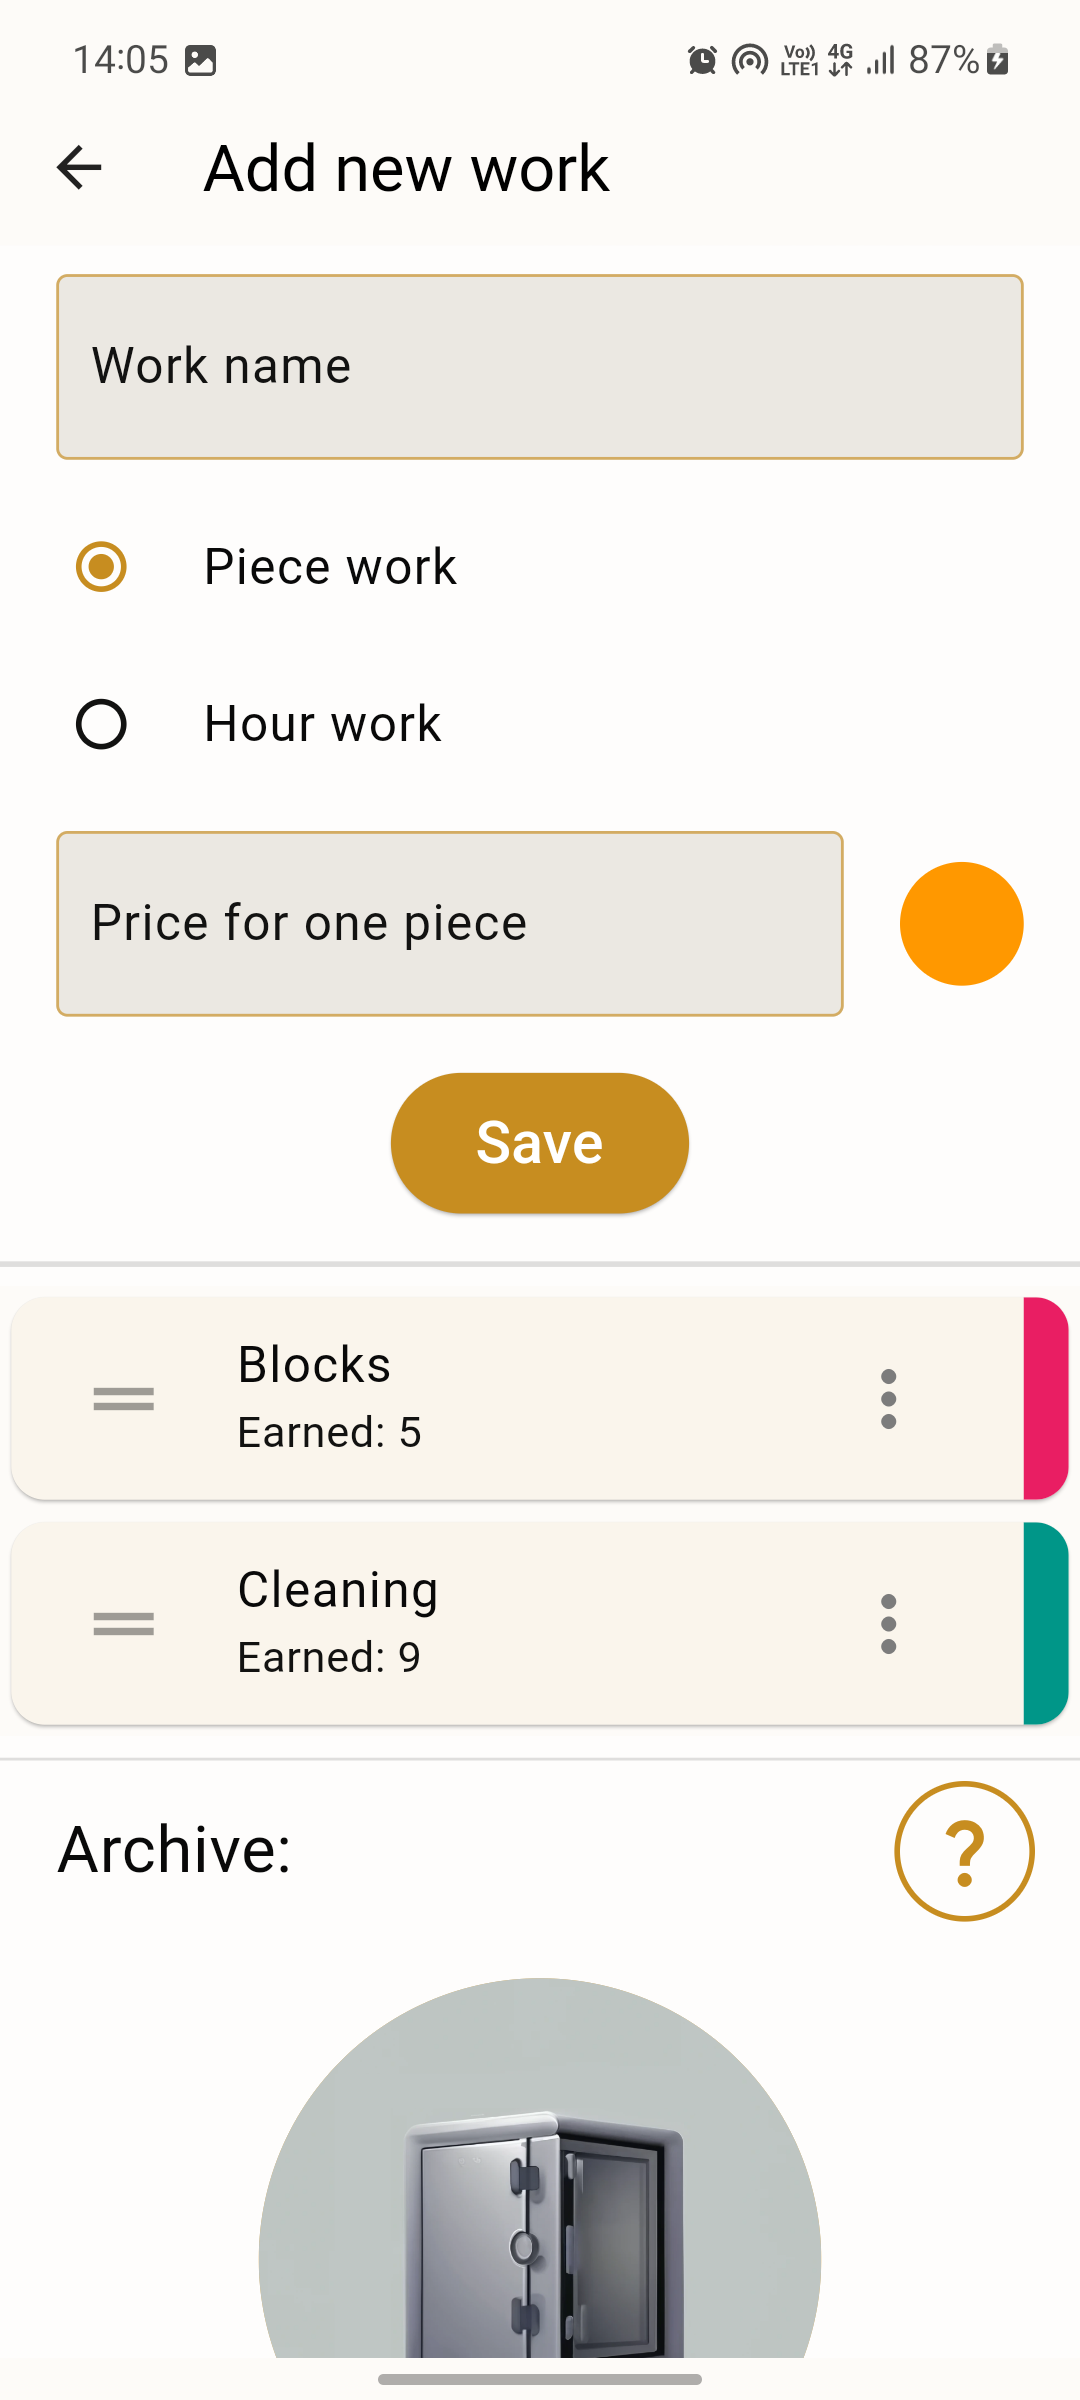 14:05 Vo)) LTE1 4G 87%
Add new work
Work name
Piece work
Hour work
Price for one piece
Save
Blocks
Earned: 5
Cleaning
Earned: 9
Archive:
?